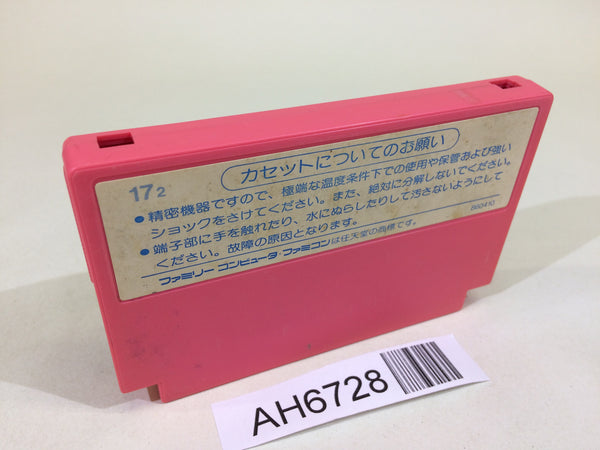 カセットについてのお願い
17 2
●精密機器ですので、極端な温度条件下での使用や保管および強い
ショックをさけてください。また、絶対に分解しないでください。
●端子部に手を触れたり、水にぬらしたりして汚さないようにして
ください。故障の原因となります。
860410
ファミリー コンピュータ・ファミコンは任天堂の商標です。
AH6728